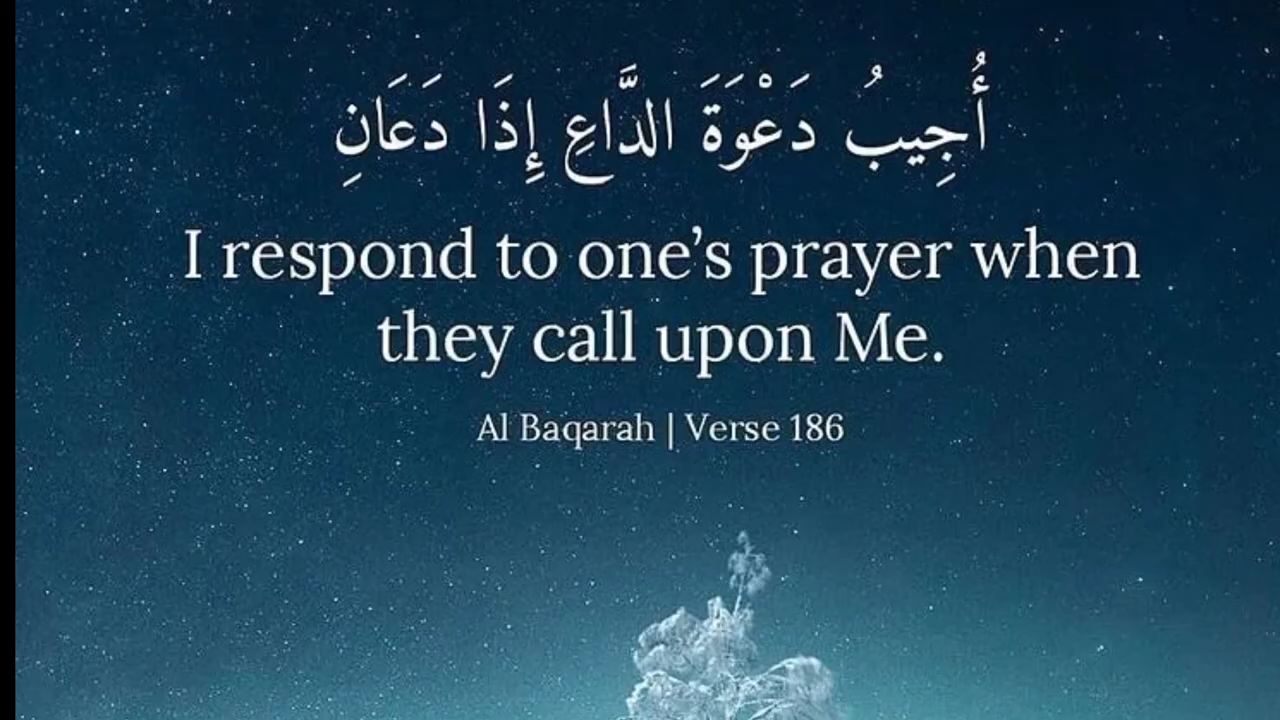 أُجِيبُ دَعْوَةَ الدَّاعِ إِذَا دَعَانِ
I respond to one’s prayer when
they call upon Me.
Al Baqarah | Verse 186